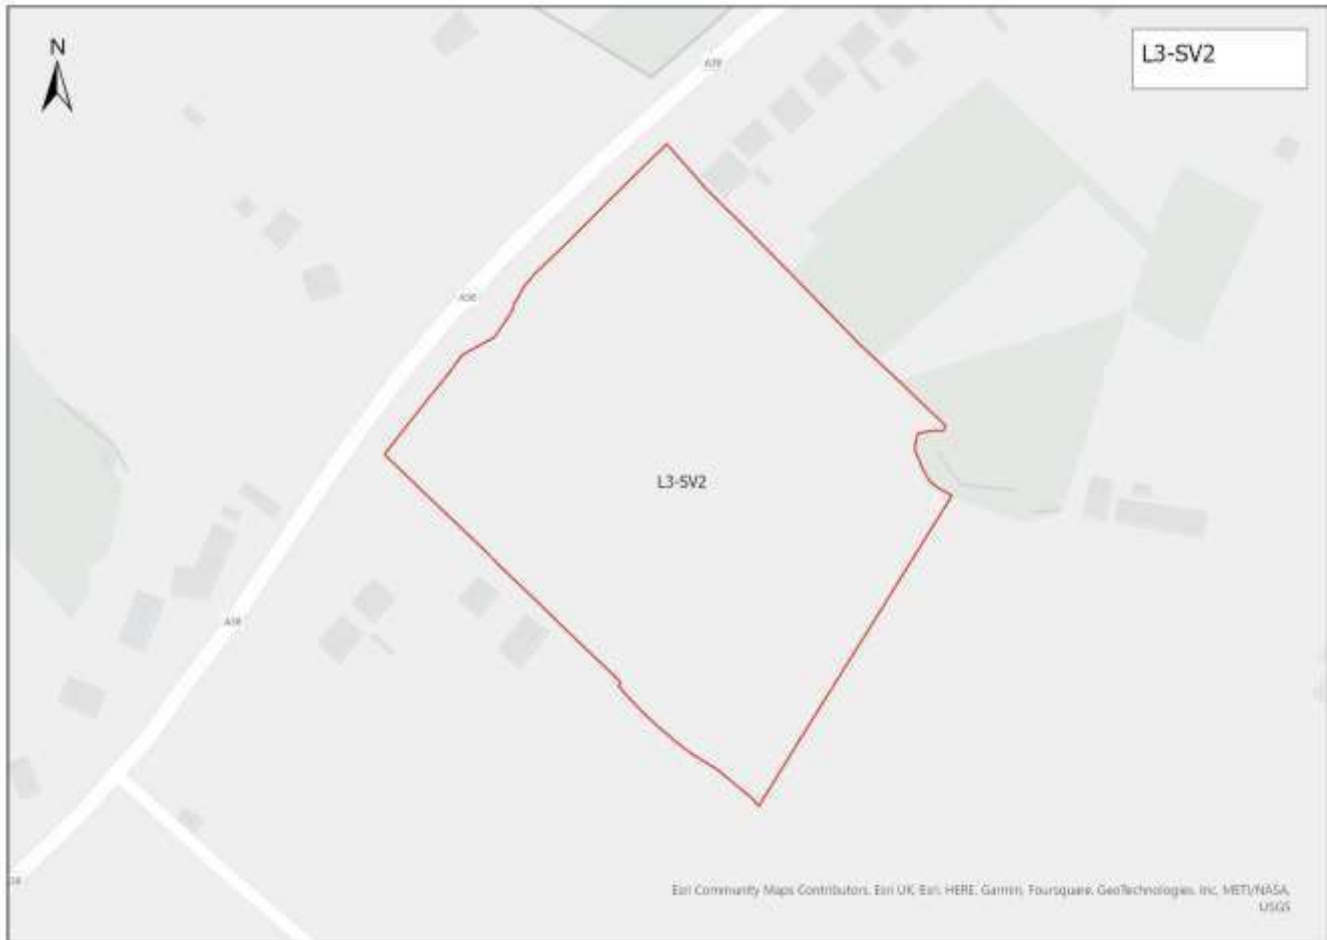 N
L3-SV2
A38
A38
L3-SV2
A38
Esri Community Maps Contributors, Esri UK, Esri, HERE, Garmin, Foursquare, GeoTechnologies, Inc, METI/NASA,
USGS